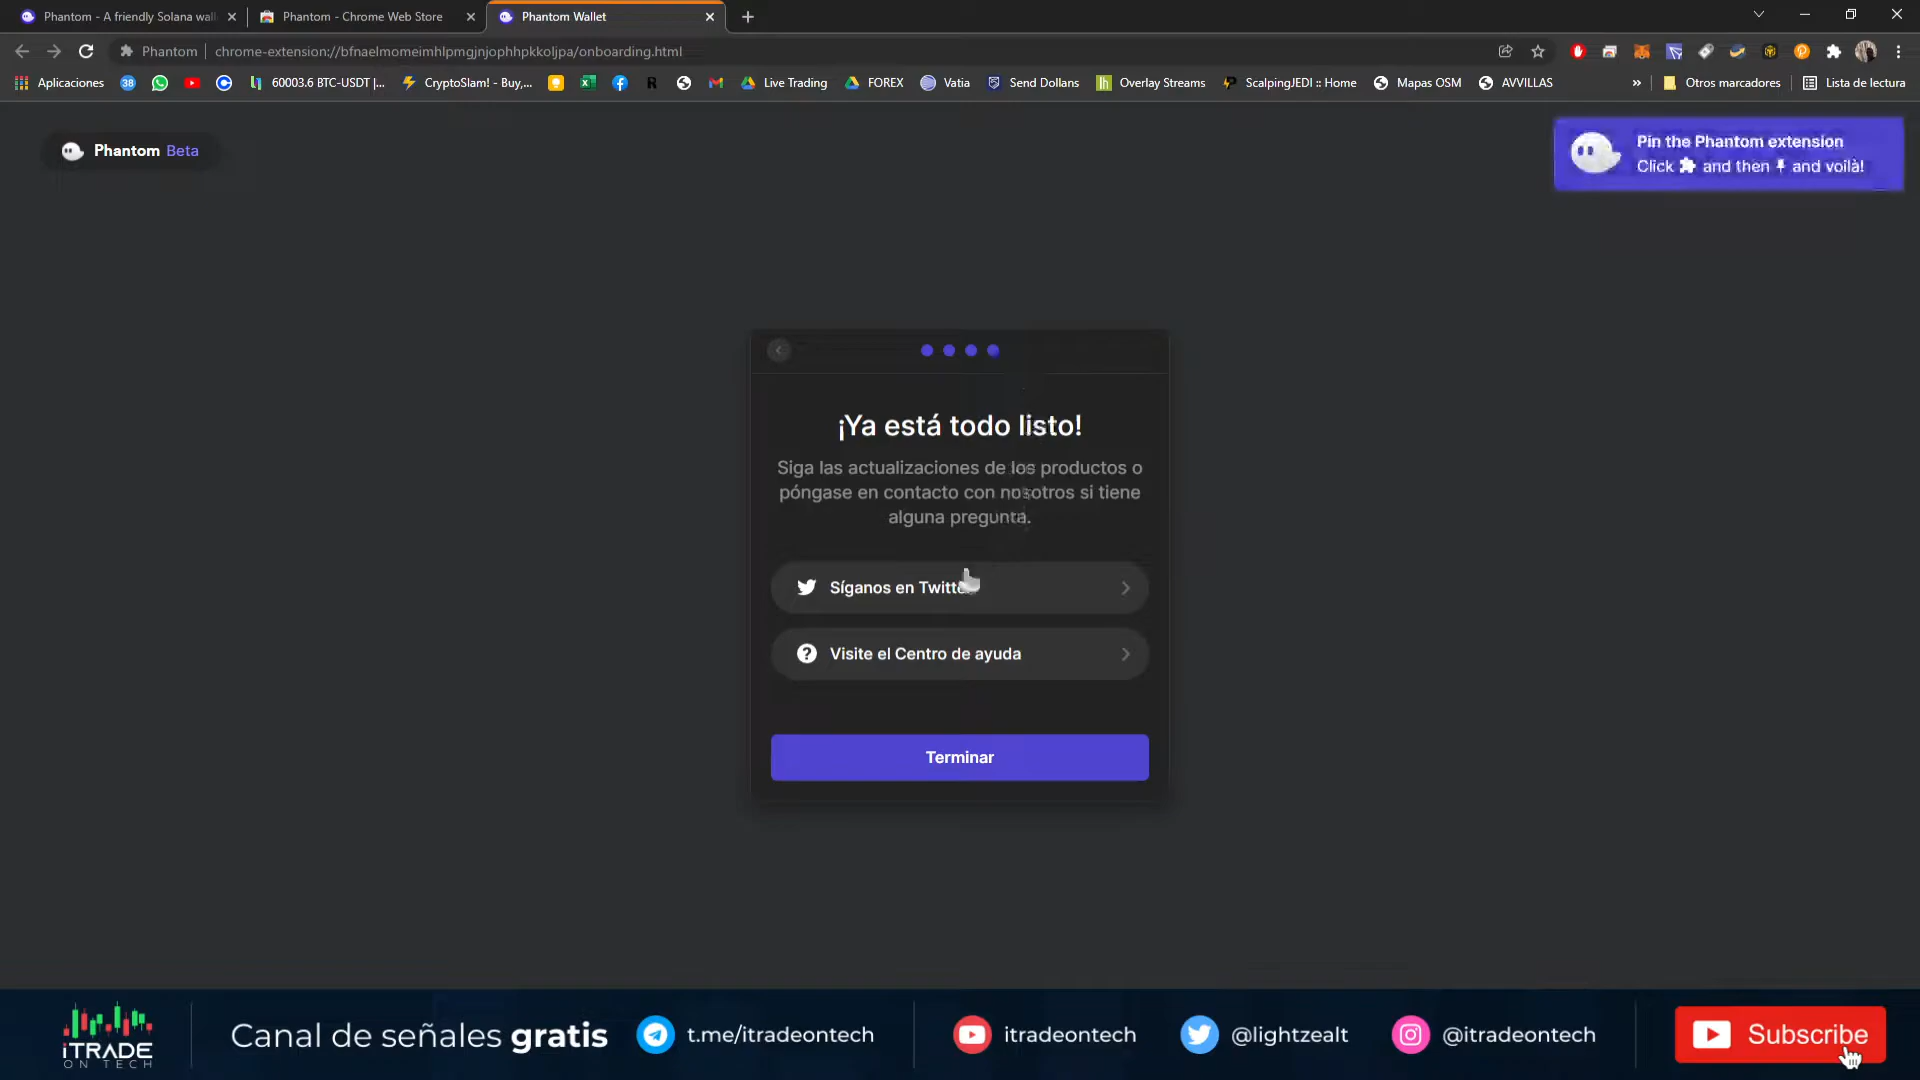 Phantom - A friendly Solana wall
Phantom - Chrome Web Store
Phantom Wallet
Phantom
chrome-extension://bfnaelmomeimhlpmgjnjophhpkkoljpa/onboarding.html
Aplicaciones
38
60003.6 BTC-USDT |...
CryptoSlam! - Buy,...
R
Live Trading
FOREX
Vatia
Send Dollans
Overlay Streams
ScalpingJEDI :: Home
Mapas OSM
AVVILLAS
»
Otros marcadores
Lista de lectura
Phantom Beta
Pin the Phantom extension
Click and then and voilà!
¡Ya está todo listo!
Siga las actualizaciones de los productos o
póngase en contacto con nosotros si tiene
alguna pregunta.
Síganos en Twitter
Visite el Centro de ayuda
Terminar
iTRADE
ON TECH
Canal de señales gratis
t.me/itradeontech
itradeontech
@lightzealt
@itradeontech
Subscribe